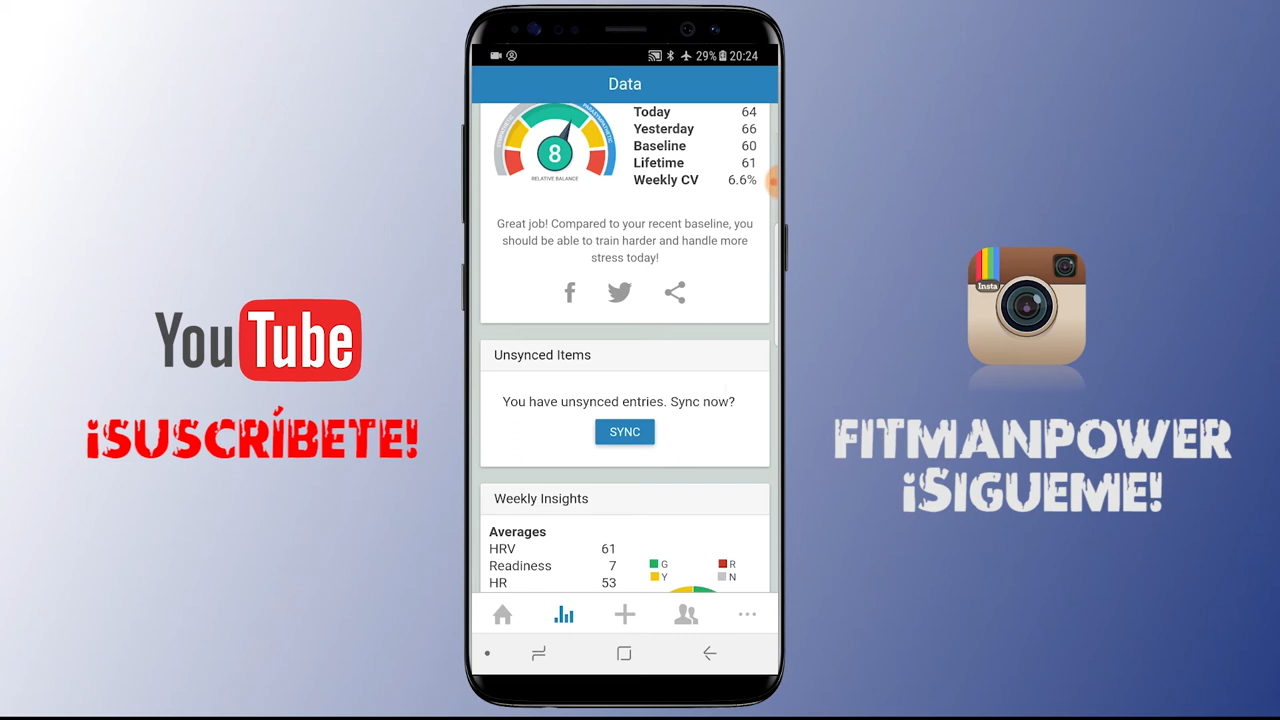 29% 20:24
Data
SYMPATHETIC
PARASYMPATHETIC
8
RELATIVE BALANCE
Today 64
Yesterday 66
Baseline 60
Lifetime 61
Weekly CV 6.6%
Great job! Compared to your recent baseline, you
should be able to train harder and handle more
stress today!
Unsynced Items
You have unsynced entries. Sync now?
SYNC
Weekly Insights
Averages
HRV 61
Readiness 7
HR 53
G R
Y N
YouTube
¡SUSCRÍBETE!
Insta
FITMANPOWER
¡SIGUEME!